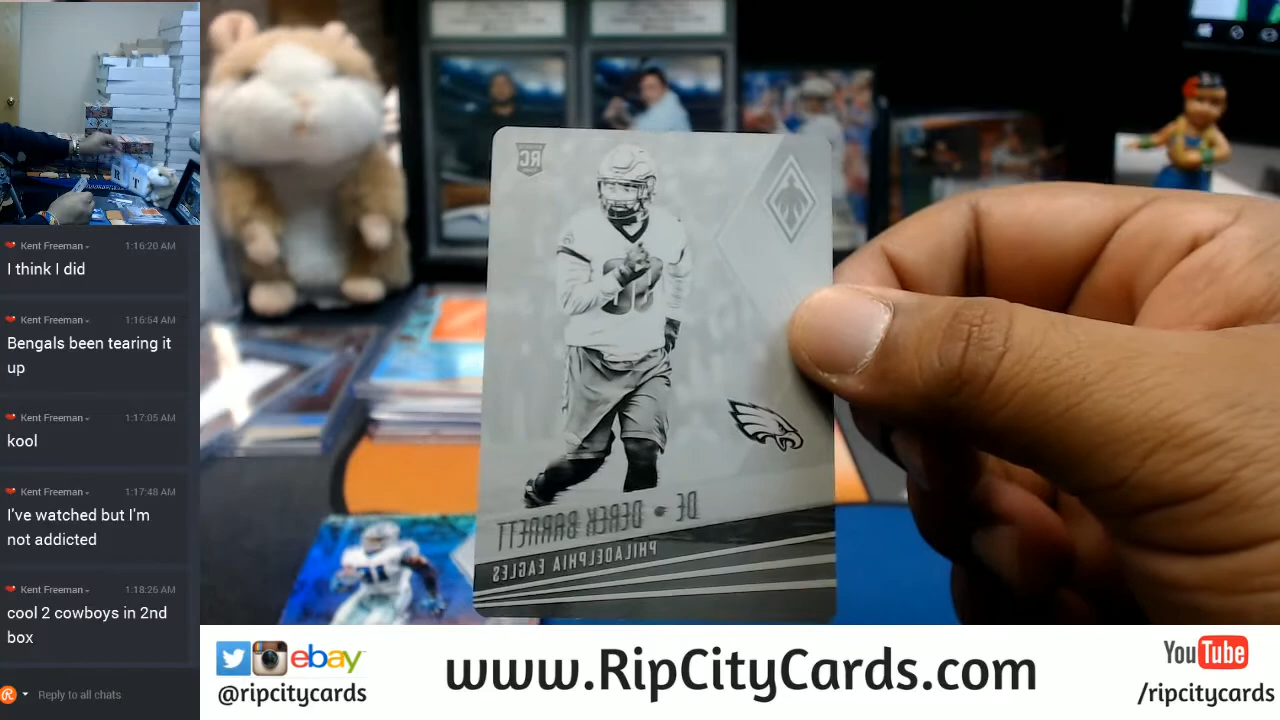 Kent Freeman 1:16:20 AM
I think I did
Kent Freeman 1:16:54 AM
Bengals been tearing it
up
Kent Freeman 1:17:05 AM
kool
Kent Freeman 1:17:48 AM
I've watched but I'm
not addicted
Kent Freeman 1:18:26 AM
cool 2 cowboys in 2nd
box
Reply to all chats
RC
DE • DEREK BARNETT
PHILADELPHIA EAGLES
ebay
@ripcitycards
www.RipCityCards.com
YouTube
/ripcitycards